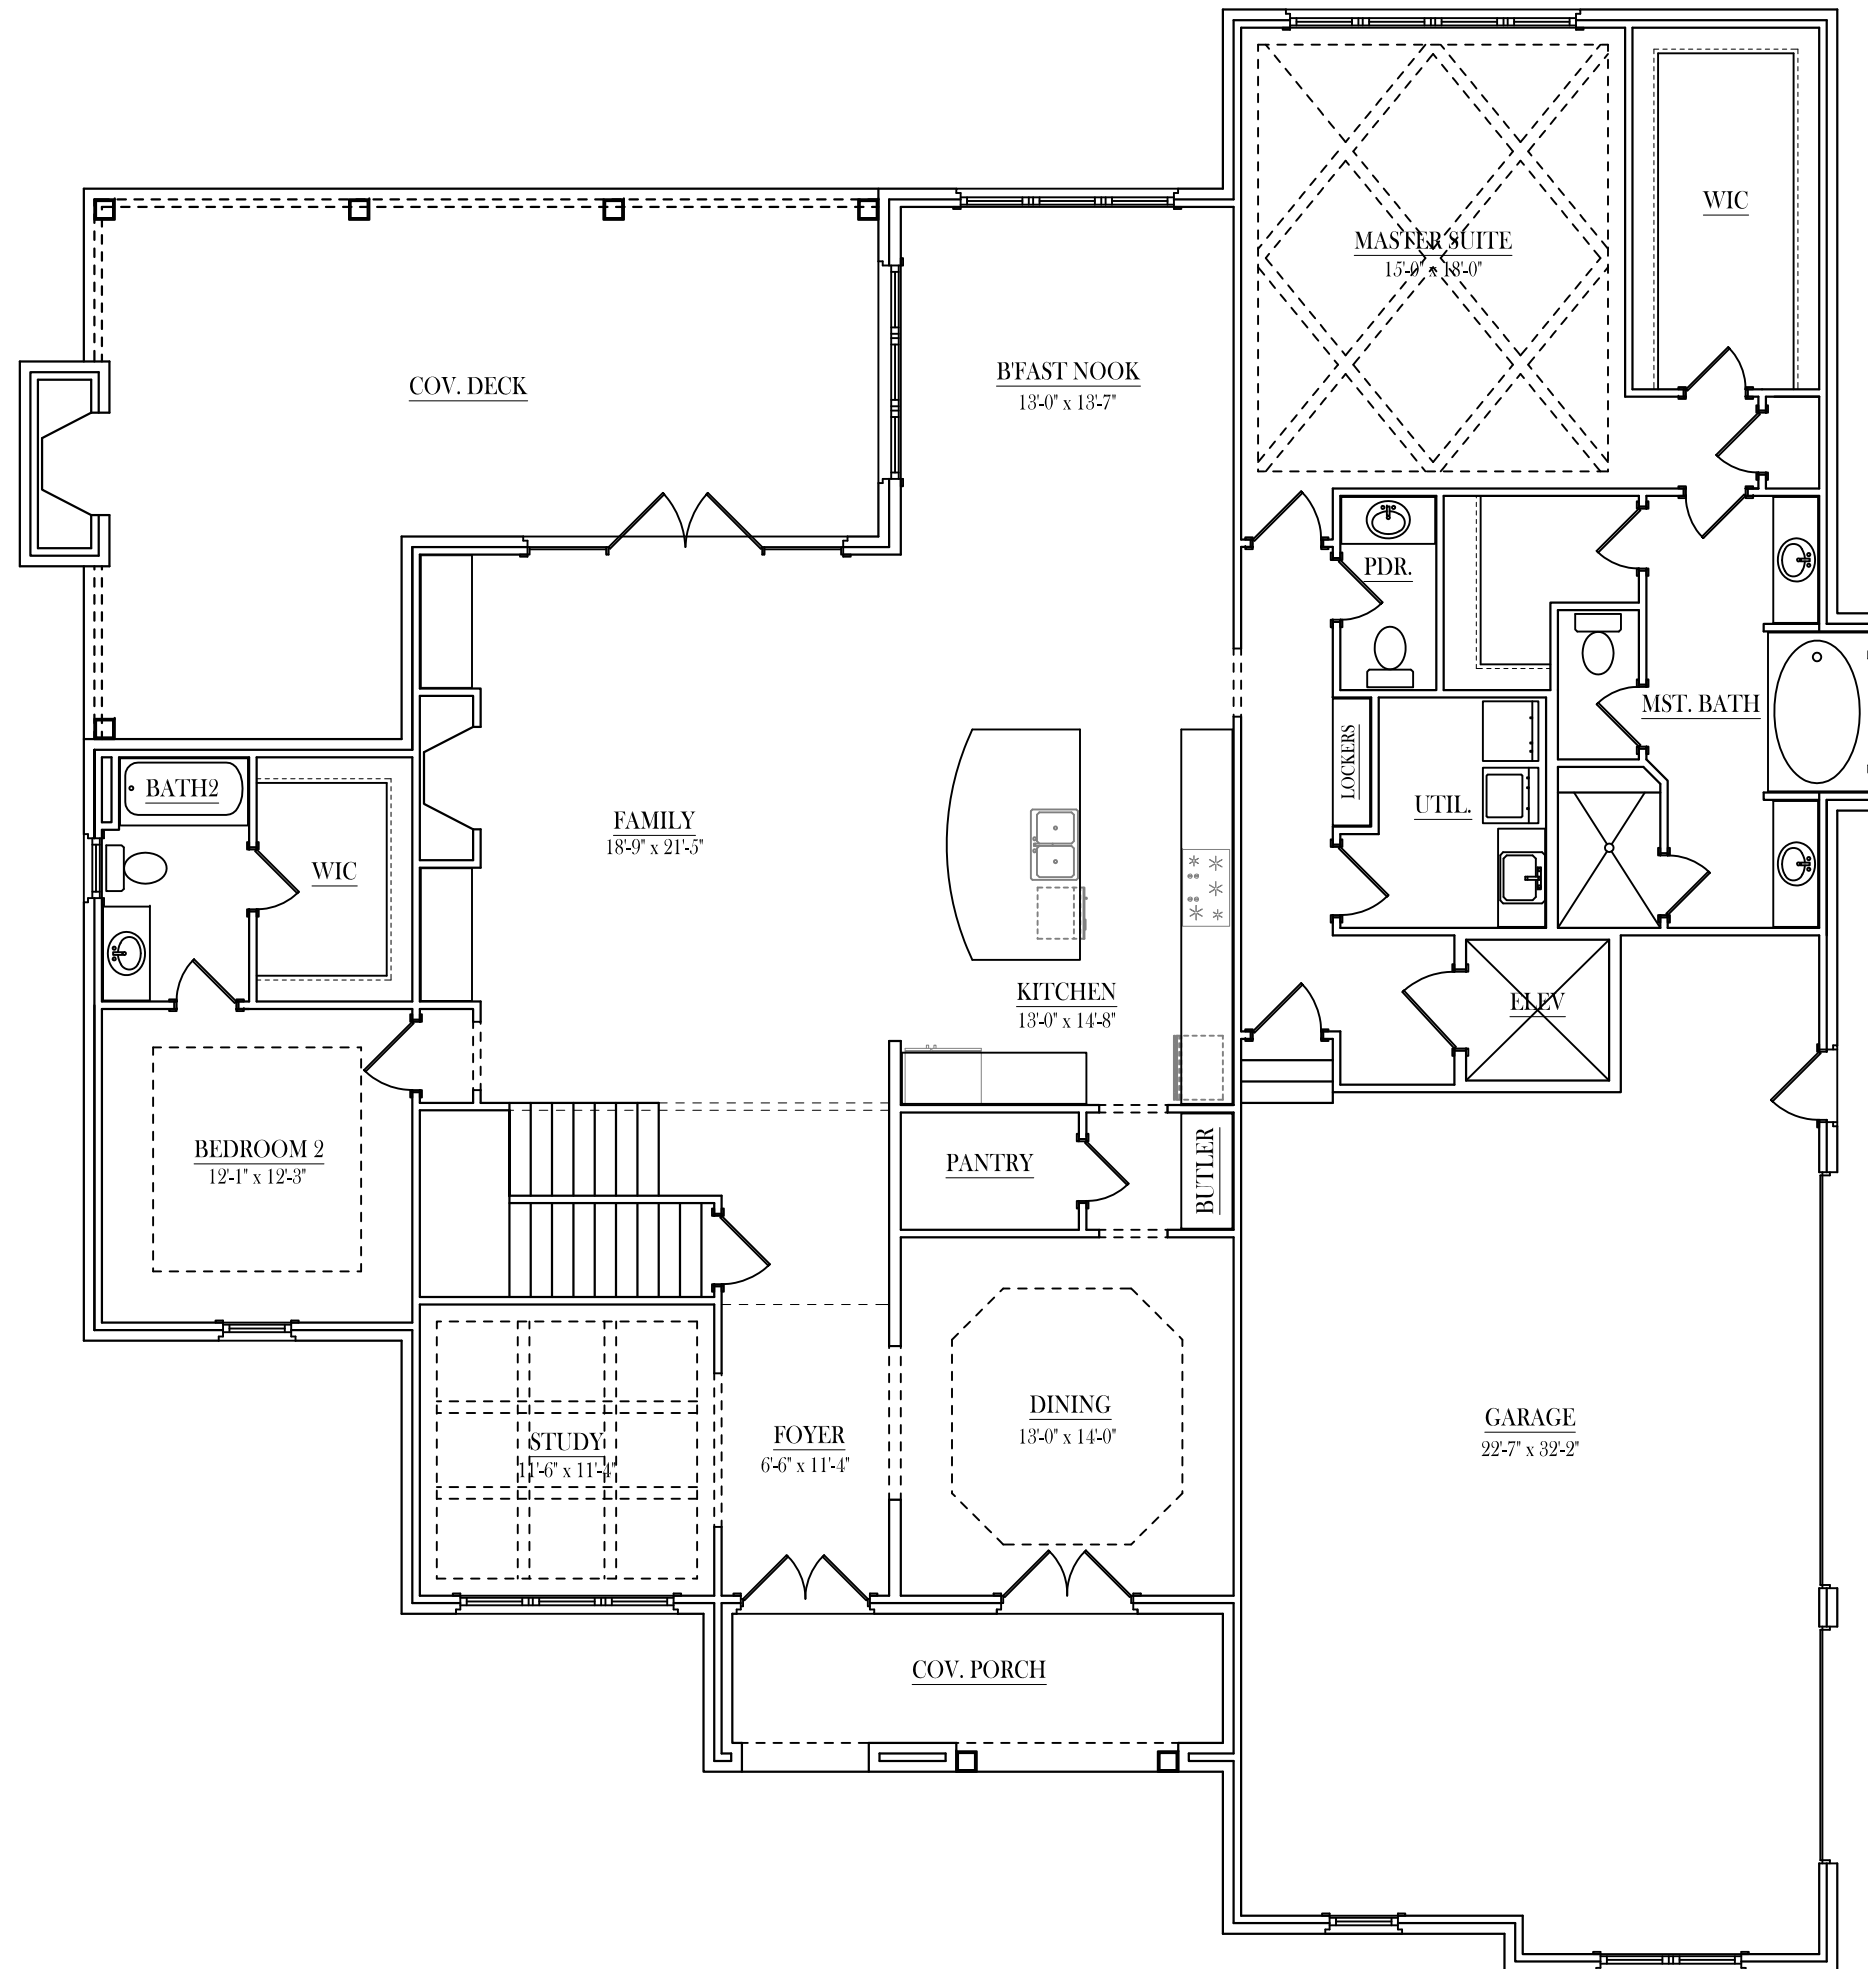 WIC
MASTER SUITE
15'-0" x 18'-0"
COV. DECK
B'FAST NOOK
13'-0" x 13'-7"
PDR.
MST. BATH
LOCKERS
UTIL.
BATH2
WIC
FAMILY
18'-9" x 21'-5"
KITCHEN
13'-0" x 14'-8"
ELEV
BEDROOM 2
12'-1" x 12'-3"
PANTRY
BUTLER
STUDY
11'-6" x 11'-4"
FOYER
6'-6" x 11'-4"
DINING
13'-0" x 14'-0"
GARAGE
22'-7" x 32'-2"
COV. PORCH